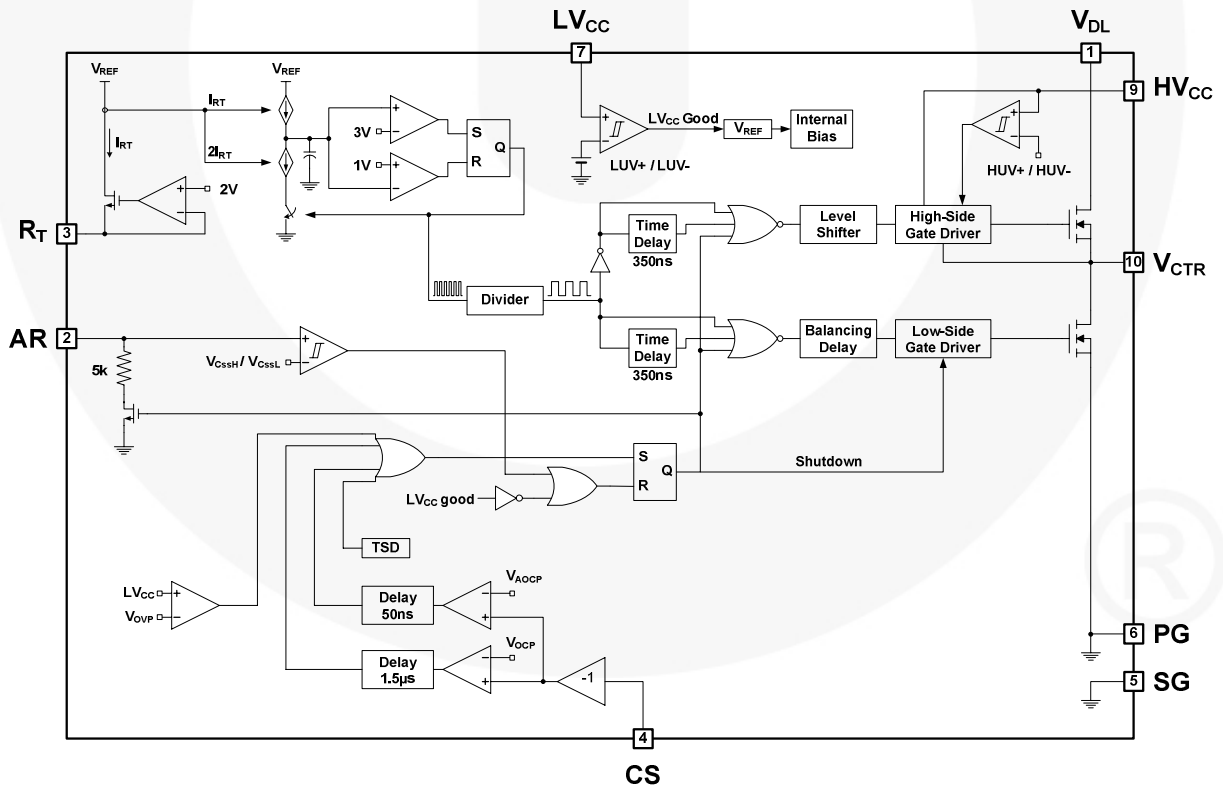 LVCC
VDL
7
1
VREF
VREF
IRT
IRT
2IRT
3V
1V
+
−
+
−
S
R
Q
2V
+
−
RT
3
+
−
LVCC Good
VREF
Internal
Bias
LUV+ / LUV-
+
−
HUV+ / HUV-
9
HVCC
Time
Delay
350ns
Level
Shifter
High-Side
Gate Driver
10
VCTR
Divider
Time
Delay
350ns
Balancing
Delay
Low-Side
Gate Driver
AR
2
5k
+
−
VCssH / VCssL
S
R
Q
Shutdown
LVCC good
TSD
LVCC
VOVP
+
−
Delay
50ns
VAOCP
−
+
Delay
1.5µs
VOCP
−
+
-1
6
PG
5
SG
4
CS
®